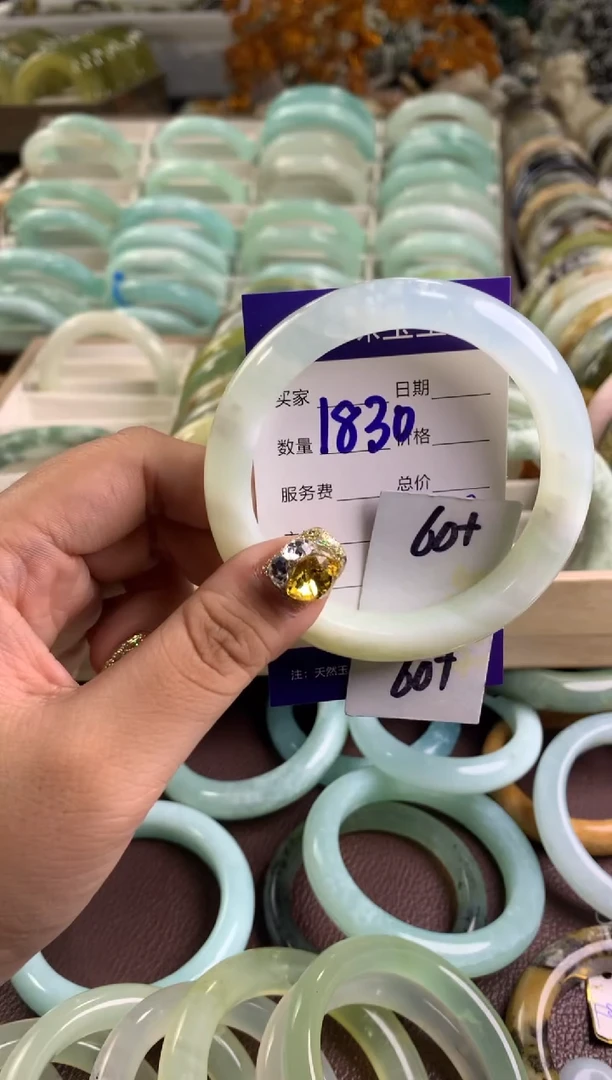 买家 日期
数量 1830 价格
服务费 总价
60+
注：天然玉
60+